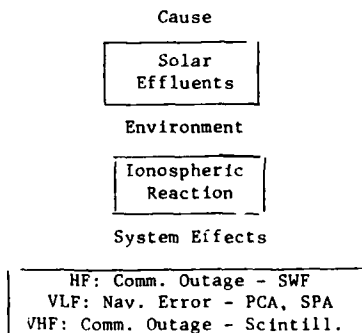 Cause
Solar
Effluents
Environment
Ionospheric
Reaction
System Effects
HF: Comm. Outage - SWF
VLF: Nav. Error - PCA, SPA
VHF: Comm. Outage - Scintill.